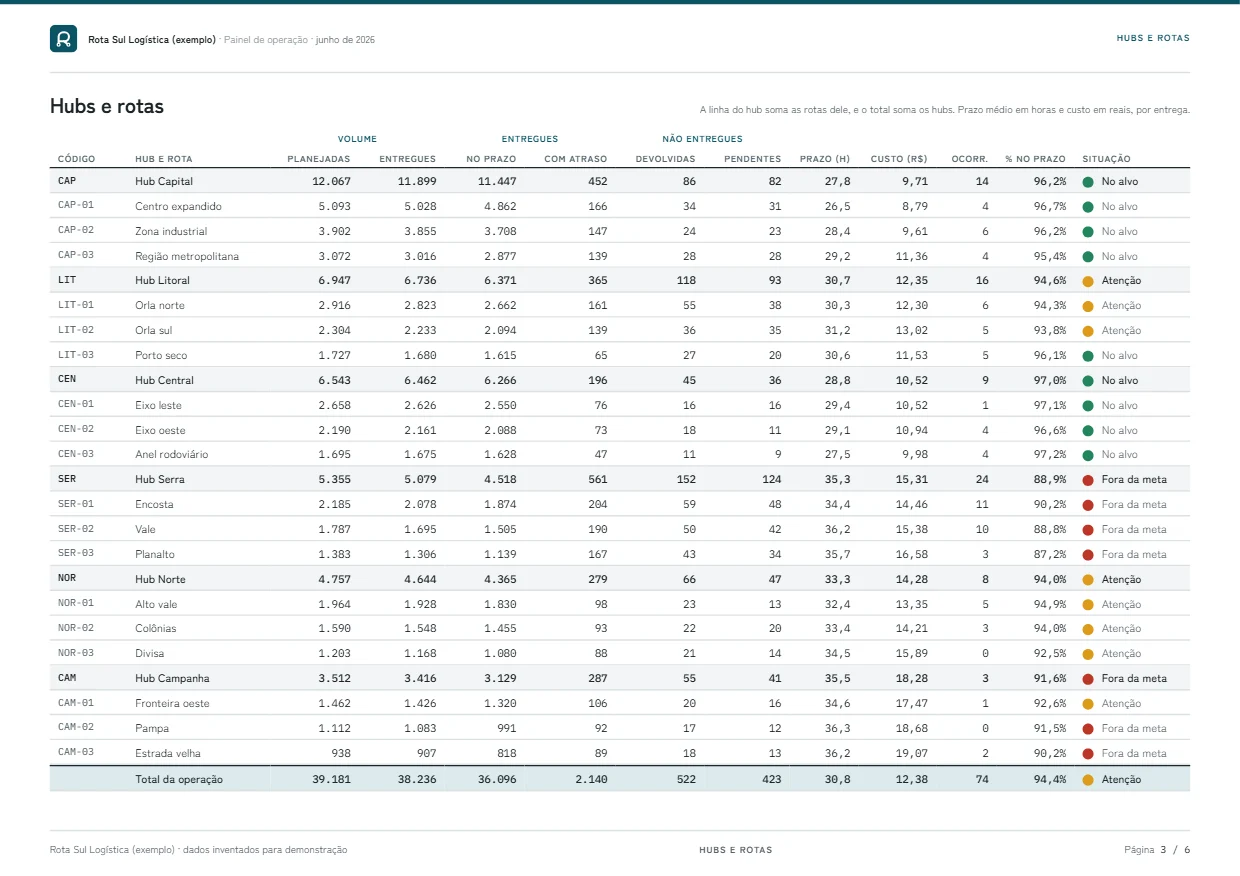 Rota Sul Logística (exemplo) · Painel de operação · junho de 2026
HUBS E ROTAS
Hubs e rotas
A linha do hub soma as rotas dele, e o total soma os hubs. Prazo médio em horas e custo em reais, por entrega.
VOLUME ENTREGUES NÃO ENTREGUES
CÓDIGO HUB E ROTA PLANEJADAS ENTREGUES NO PRAZO COM ATRASO DEVOLVIDAS PENDENTES PRAZO (H) CUSTO (R$) OCORR. % NO PRAZO SITUAÇÃO
CAP Hub Capital 12.067 11.899 11.447 452 86 82 27,8 9,71 14 96,2% No alvo
CAP-01 Centro expandido 5.093 5.028 4.862 166 34 31 26,5 8,79 4 96,7% No alvo
CAP-02 Zona industrial 3.902 3.855 3.708 147 24 23 28,4 9,61 6 96,2% No alvo
CAP-03 Região metropolitana 3.072 3.016 2.877 139 28 28 29,2 11,36 4 95,4% No alvo
LIT Hub Litoral 6.947 6.736 6.371 365 118 93 30,7 12,35 16 94,6% Atenção
LIT-01 Orla norte 2.916 2.823 2.662 161 55 38 30,3 12,30 6 94,3% Atenção
LIT-02 Orla sul 2.304 2.233 2.094 139 36 35 31,2 13,02 5 93,8% Atenção
LIT-03 Porto seco 1.727 1.680 1.615 65 27 20 30,6 11,53 5 96,1% No alvo
CEN Hub Central 6.543 6.462 6.266 196 45 36 28,8 10,52 9 97,0% No alvo
CEN-01 Eixo leste 2.658 2.626 2.550 76 16 16 29,4 10,52 1 97,1% No alvo
CEN-02 Eixo oeste 2.190 2.161 2.088 73 18 11 29,1 10,94 4 96,6% No alvo
CEN-03 Anel rodoviário 1.695 1.675 1.628 47 11 9 27,5 9,98 4 97,2% No alvo
SER Hub Serra 5.355 5.079 4.518 561 152 124 35,3 15,31 24 88,9% Fora da meta
SER-01 Encosta 2.185 2.078 1.874 204 59 48 34,4 14,46 11 90,2% Fora da meta
SER-02 Vale 1.787 1.695 1.505 190 50 42 36,2 15,38 10 88,8% Fora da meta
SER-03 Planalto 1.383 1.306 1.139 167 43 34 35,7 16,58 3 87,2% Fora da meta
NOR Hub Norte 4.757 4.644 4.365 279 66 47 33,3 14,28 8 94,0% Atenção
NOR-01 Alto vale 1.964 1.928 1.830 98 23 13 32,4 13,35 5 94,9% Atenção
NOR-02 Colônias 1.590 1.548 1.455 93 22 20 33,4 14,21 3 94,0% Atenção
NOR-03 Divisa 1.203 1.168 1.080 88 21 14 34,5 15,89 0 92,5% Atenção
CAM Hub Campanha 3.512 3.416 3.129 287 55 41 35,5 18,28 3 91,6% Fora da meta
CAM-01 Fronteira oeste 1.462 1.426 1.320 106 20 16 34,6 17,47 1 92,6% Atenção
CAM-02 Pampa 1.112 1.083 991 92 17 12 36,3 18,68 0 91,5% Fora da meta
CAM-03 Estrada velha 938 907 818 89 18 13 36,2 19,07 2 90,2% Fora da meta
Total da operação 39.181 38.236 36.096 2.140 522 423 30,8 12,38 74 94,4% Atenção
Rota Sul Logística (exemplo) · dados inventados para demonstração
HUBS E ROTAS
Página 3 / 6